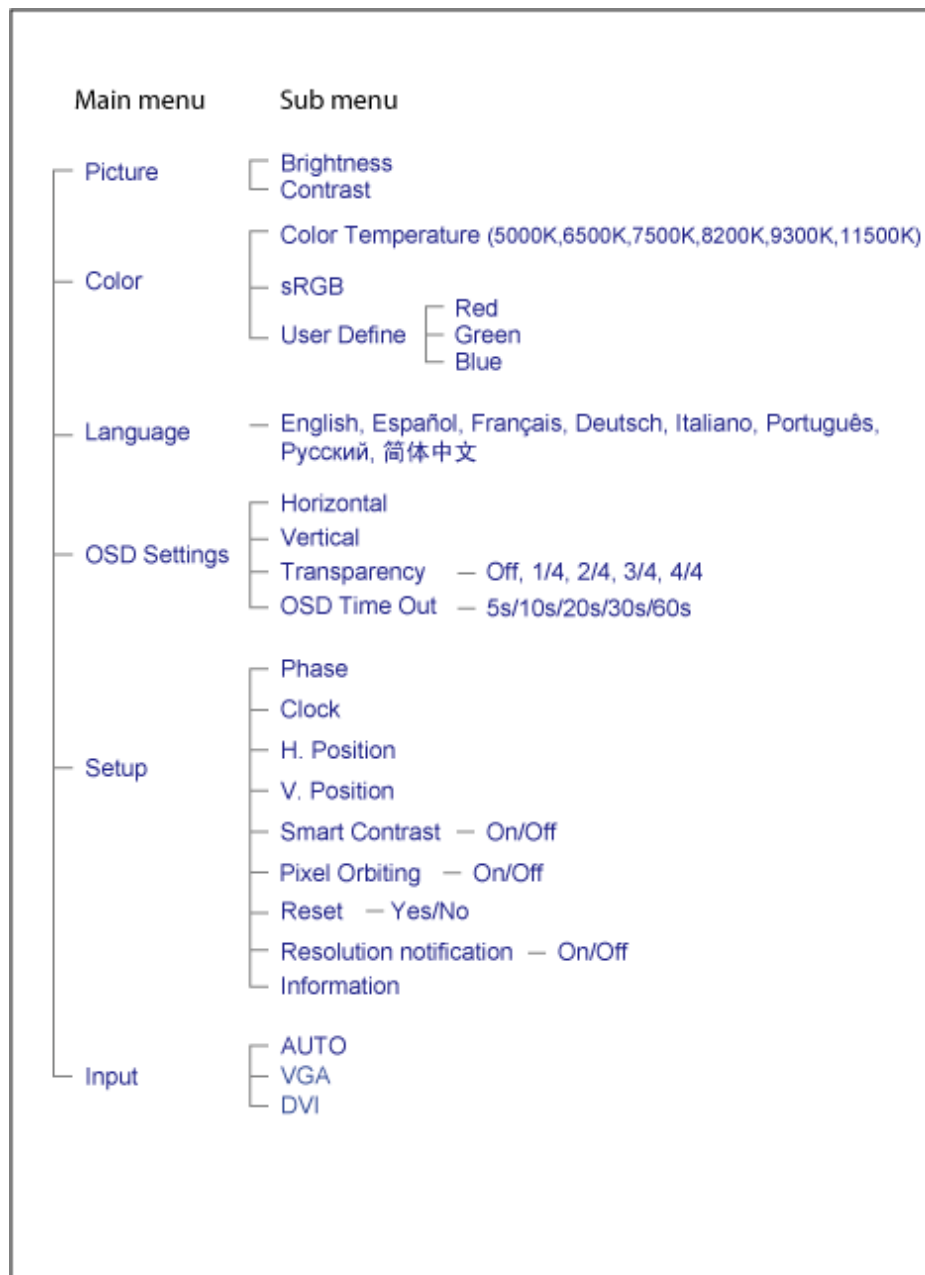 Main menu Sub menu
Picture
Brightness
Contrast
Color
Color Temperature (5000K,6500K,7500K,8200K,9300K,11500K)
sRGB
User Define
Red
Green
Blue
Language
English, Español, Français, Deutsch, Italiano, Português,
Русский, 简体中文
OSD Settings
Horizontal
Vertical
Transparency — Off, 1/4, 2/4, 3/4, 4/4
OSD Time Out — 5s/10s/20s/30s/60s
Setup
Phase
Clock
H. Position
V. Position
Smart Contrast — On/Off
Pixel Orbiting — On/Off
Reset — Yes/No
Resolution notification — On/Off
Information
Input
AUTO
VGA
DVI